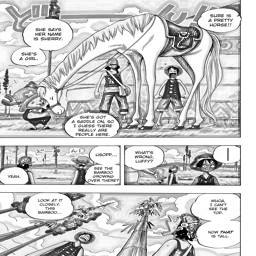 SHE SAYS
HER NAME
IS SHERRY.
SHE'S
A GIRL.
SURE IS
A PRETTY
HORSE!!
SHE'S GOT
A SADDLE ON, SO
I GUESS THERE
REALLY ARE
PEOPLE HERE.
YEAH.
USOPP...
SEE THE
BAMBOO GROWING
OVER THERE?
WHAT'S
WRONG,
LUFFY?
LOOK AT IT
CLOSELY.
THIS
BAMBOO...
WHOA.
I CAN'T
SEE THE
TOP.
NOW THAT
IS TALL.